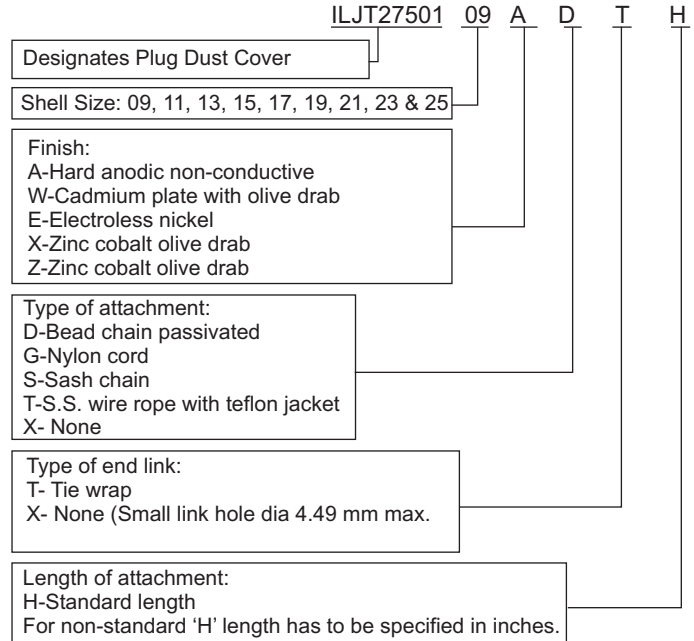 ILJT27501 09 A D T H
Designates Plug Dust Cover
Shell Size: 09, 11, 13, 15, 17, 19, 21, 23 & 25
Finish:
A-Hard anodic non-conductive
W-Cadmium plate with olive drab
E-Electroless nickel
X-Zinc cobalt olive drab
Z-Zinc cobalt olive drab
Type of attachment:
D-Bead chain passivated
G-Nylon cord
S-Sash chain
T-S.S. wire rope with teflon jacket
X- None
Type of end link:
T- Tie wrap
X- None (Small link hole dia 4.49 mm max.
Length of attachment:
H-Standard length
For non-standard ‘H’ length has to be specified in inches.